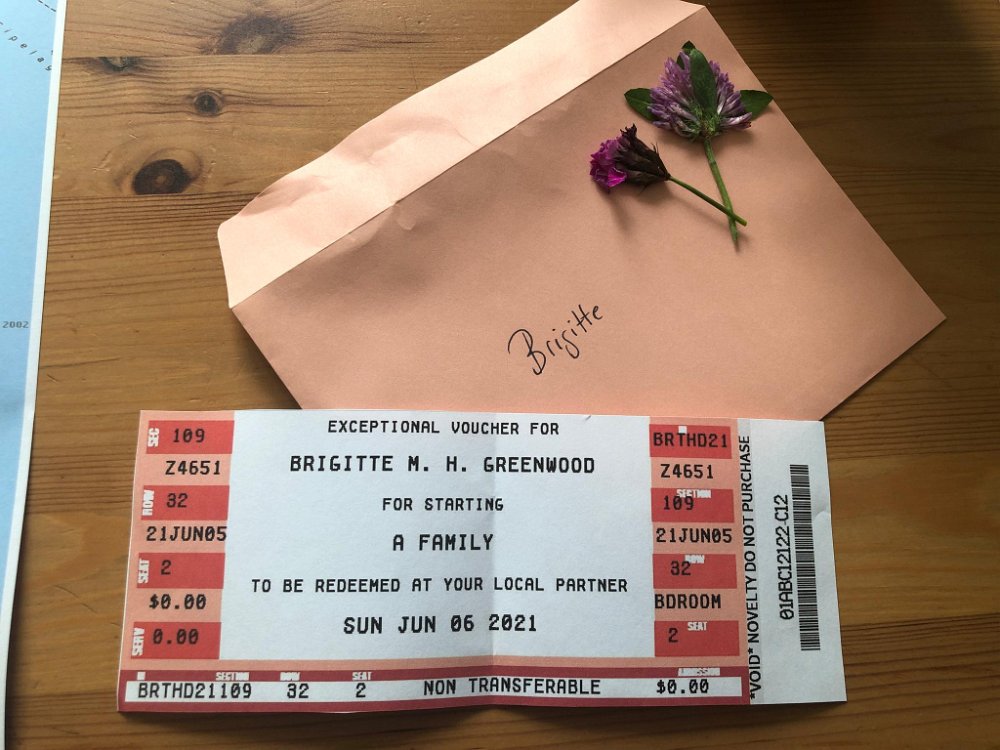 cipelag
2002
Brigitte
EXCEPTIONAL VOUCHER FOR
BRIGITTE M. H. GREENWOOD
FOR STARTING
A FAMILY
TO BE REDEEMED AT YOUR LOCAL PARTNER
SUN JUN 06 2021
SEC 109
Z4651
ROW 32
21JUN05
SEAT 2
$0.00
SERV 0.00
BRTHD21
Z4651
SECTION
109
21JUN05
ROW
32
BDROOM
2 SEAT
SECTION ROW SEAT ADMISSION
BRTHD21109 32 2 NON TRANSFERABLE $0.00
*VOID* NOVELTY DO NOT PURCHASE
01ABC12122-C12